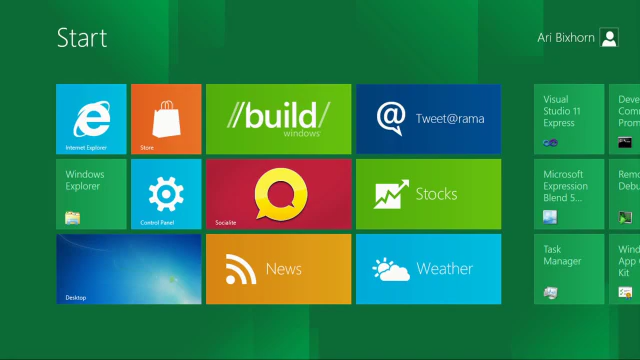 Start
Ari Bixhorn
Internet Explorer
Store
//build/
windows
@
Tweet@rama
Visual
Studio 11
Express
Windows
Explorer
Control Panel
Socialite
Stocks
Microsoft
Expression
Blend 5...
Desktop
News
Weather
Task
Manager